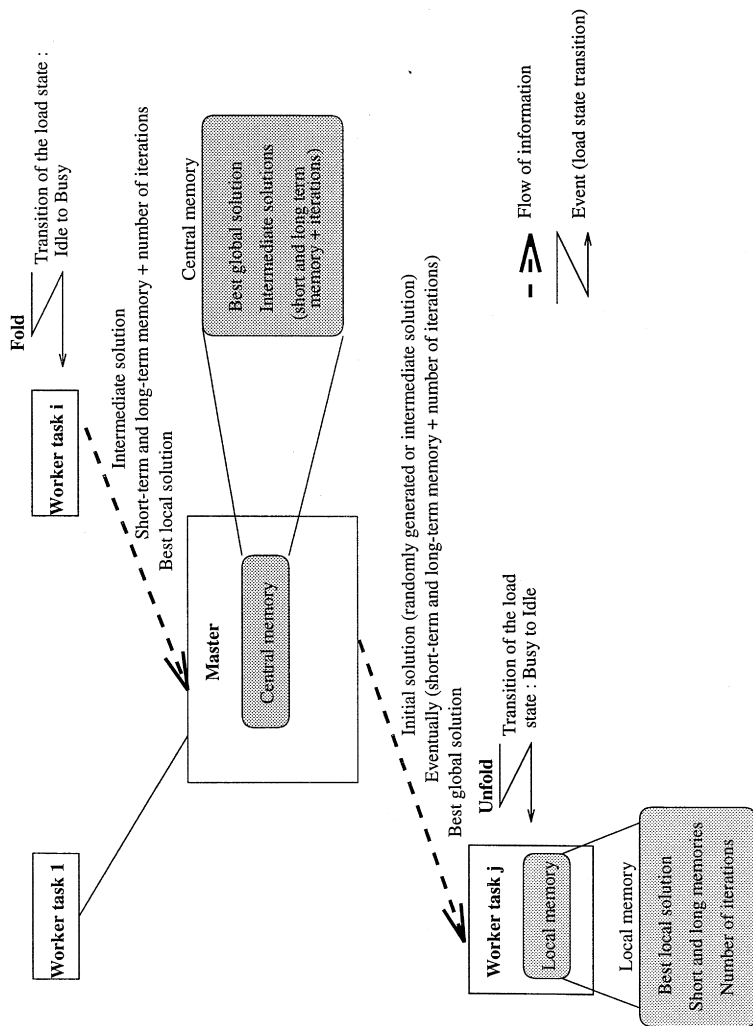 Worker task 1
Worker task i
Fold
Transition of the load state :
Idle to Busy
Intermediate solution
Short-term and long-term memory + number of iterations
Best local solution
Master
Central memory
Central memory
Best global solution
Intermediate solutions
(short and long term
memory + iterations)
Initial solution (randomly generated or intermediate solution)
Eventually (short-term and long-term memory + number of iterations)
Best global solution
Unfold
Transition of the load
state : Busy to Idle
Worker task j
Local memory
Local memory
Best local solution
Short and long memories
Number of iterations
Flow of information
Event (load state transition)